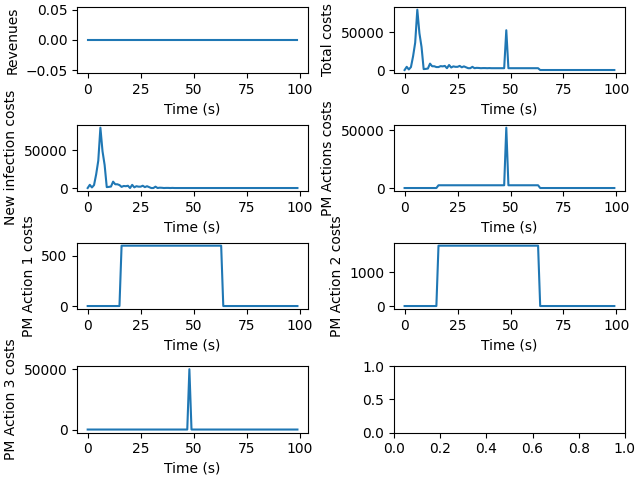 Revenues
0.05
0.00
−0.05
0 25 50 75 100
Time (s)
Total costs
50000
0
0 25 50 75 100
Time (s)
New infection costs
50000
0
0 25 50 75 100
Time (s)
PM Actions costs
50000
0
0 25 50 75 100
Time (s)
PM Action 1 costs
500
0
0 25 50 75 100
Time (s)
PM Action 2 costs
1000
0
0 25 50 75 100
Time (s)
PM Action 3 costs
50000
0
0 25 50 75 100
Time (s)
1.0
0.5
0.0
0.0 0.2 0.4 0.6 0.8 1.0